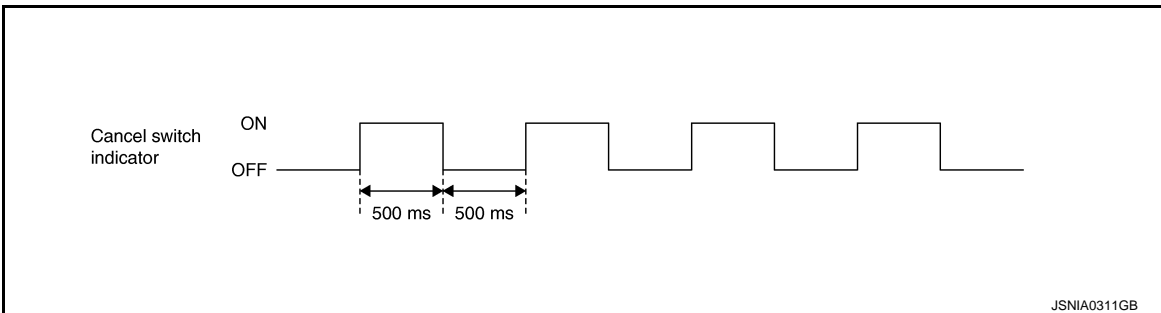 Cancel switch
indicator
ON
OFF
500 ms
500 ms
JSNIA0311GB